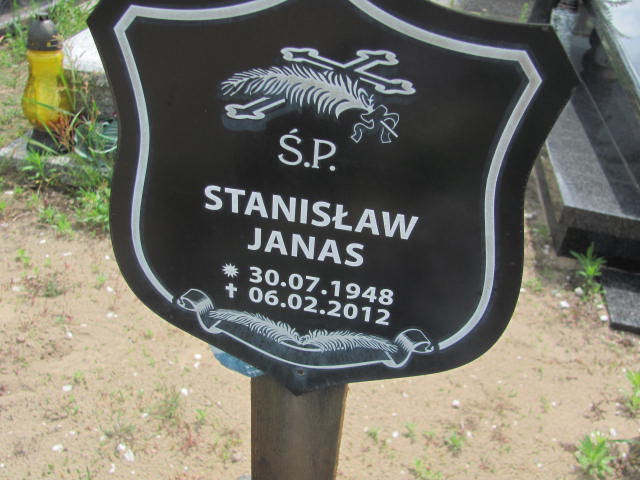 Ś.P.
STANISŁAW
JANAS
* 30.07.1948
† 06.02.2012